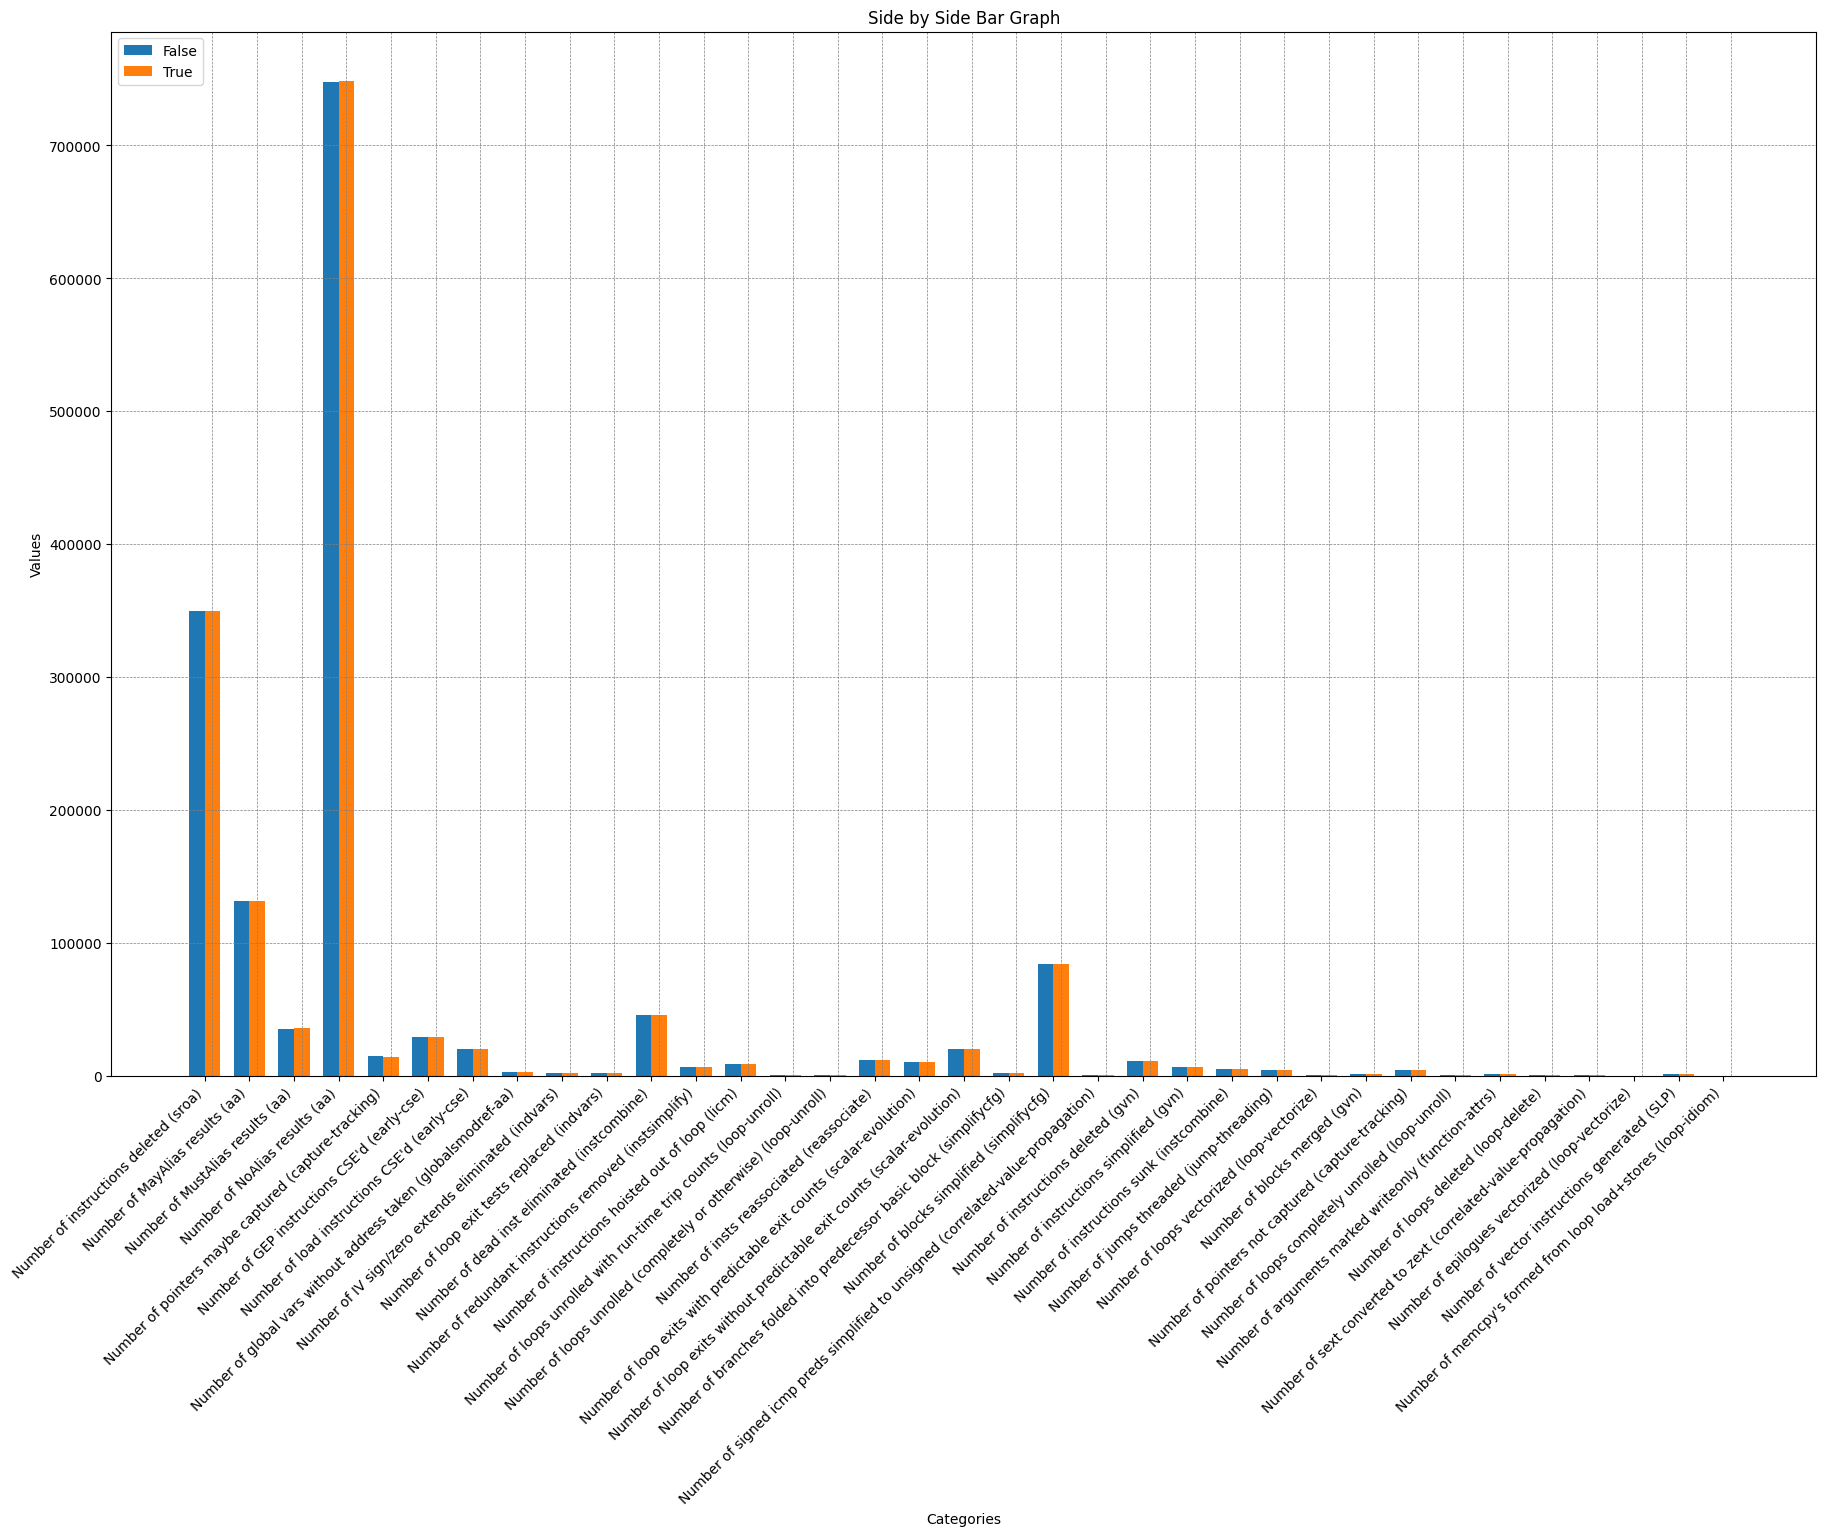 Side by Side Bar Graph
False
True
700000
600000
500000
400000
300000
200000
100000
0
Values
Number of instructions deleted (sroa)
Number of MayAlias results (aa)
Number of MustAlias results (aa)
Number of NoAlias results (aa)
Number of pointers maybe captured (capture-tracking)
Number of GEP instructions CSE'd (early-cse)
Number of load instructions CSE'd (early-cse)
Number of global vars without address taken (globalsmodref-aa)
Number of IV sign/zero extends eliminated (indvars)
Number of loop exit tests replaced (indvars)
Number of dead inst eliminated (instcombine)
Number of redundant instructions removed (instsimplify)
Number of instructions hoisted out of loop (licm)
Number of loops unrolled with run-time trip counts (loop-unroll)
Number of loops unrolled (completely or otherwise) (loop-unroll)
Number of insts reassociated (reassociate)
Number of loop exits with predictable exit counts (scalar-evolution)
Number of loop exits without predictable exit counts (scalar-evolution)
Number of branches folded into predecessor basic block (simplifycfg)
Number of blocks simplified (simplifycfg)
Number of signed icmp preds simplified to unsigned (correlated-value-propagation)
Number of instructions deleted (gvn)
Number of instructions simplified (gvn)
Number of instructions sunk (instcombine)
Number of jumps threaded (jump-threading)
Number of loops vectorized (loop-vectorize)
Number of blocks merged (gvn)
Number of pointers not captured (capture-tracking)
Number of loops completely unrolled (loop-unroll)
Number of arguments marked writeonly (function-attrs)
Number of loops deleted (loop-delete)
Number of sext converted to zext (correlated-value-propagation)
Number of epilogues vectorized (loop-vectorize)
Number of vector instructions generated (SLP)
Number of memcpy's formed from loop load+stores (loop-idiom)
Categories